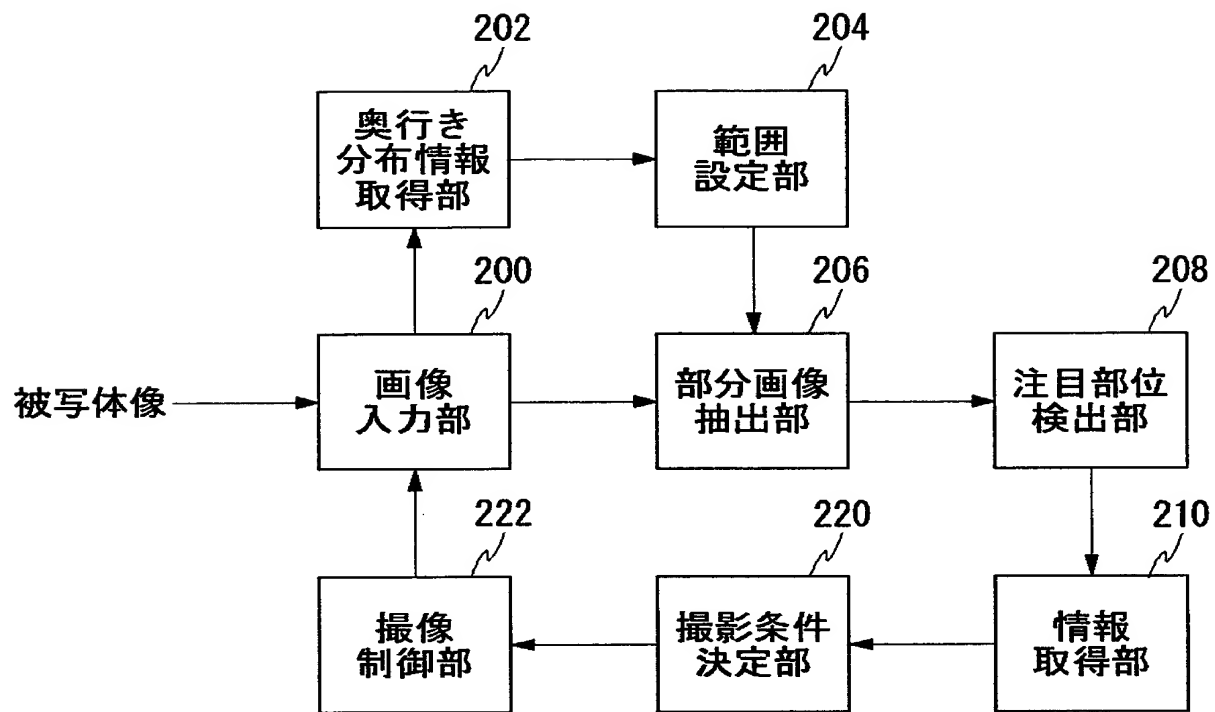 202
奥行き
分布情報
取得部
204
範囲
設定部
200
被写体像
画像
入力部
206
部分画像
抽出部
208
注目部位
検出部
222
撮像
制御部
220
撮影条件
決定部
210
情報
取得部